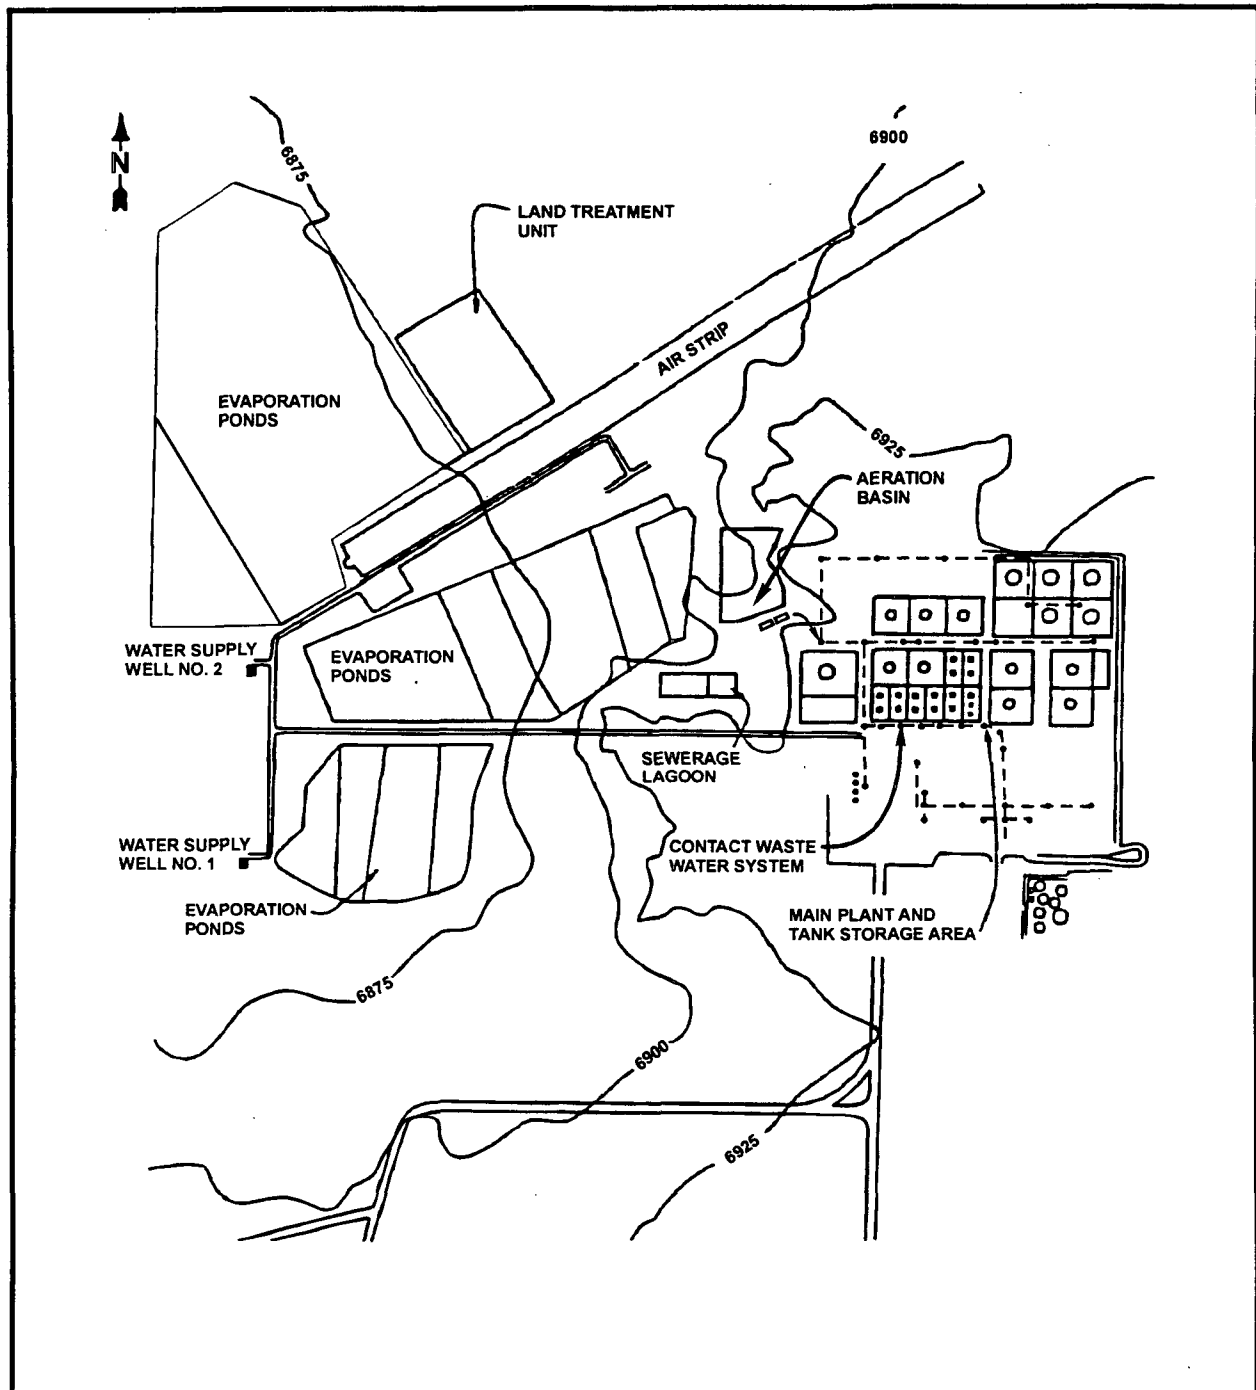 6900
6875
N
LAND TREATMENT
UNIT
AIR STRIP
EVAPORATION
PONDS
6925
AERATION
BASIN
WATER SUPPLY
WELL NO. 2
EVAPORATION
PONDS
SEWERAGE
LAGOON
WATER SUPPLY
WELL NO. 1
CONTACT WASTE
WATER SYSTEM
EVAPORATION
PONDS
MAIN PLANT AND
TANK STORAGE AREA
6875
6900
6925